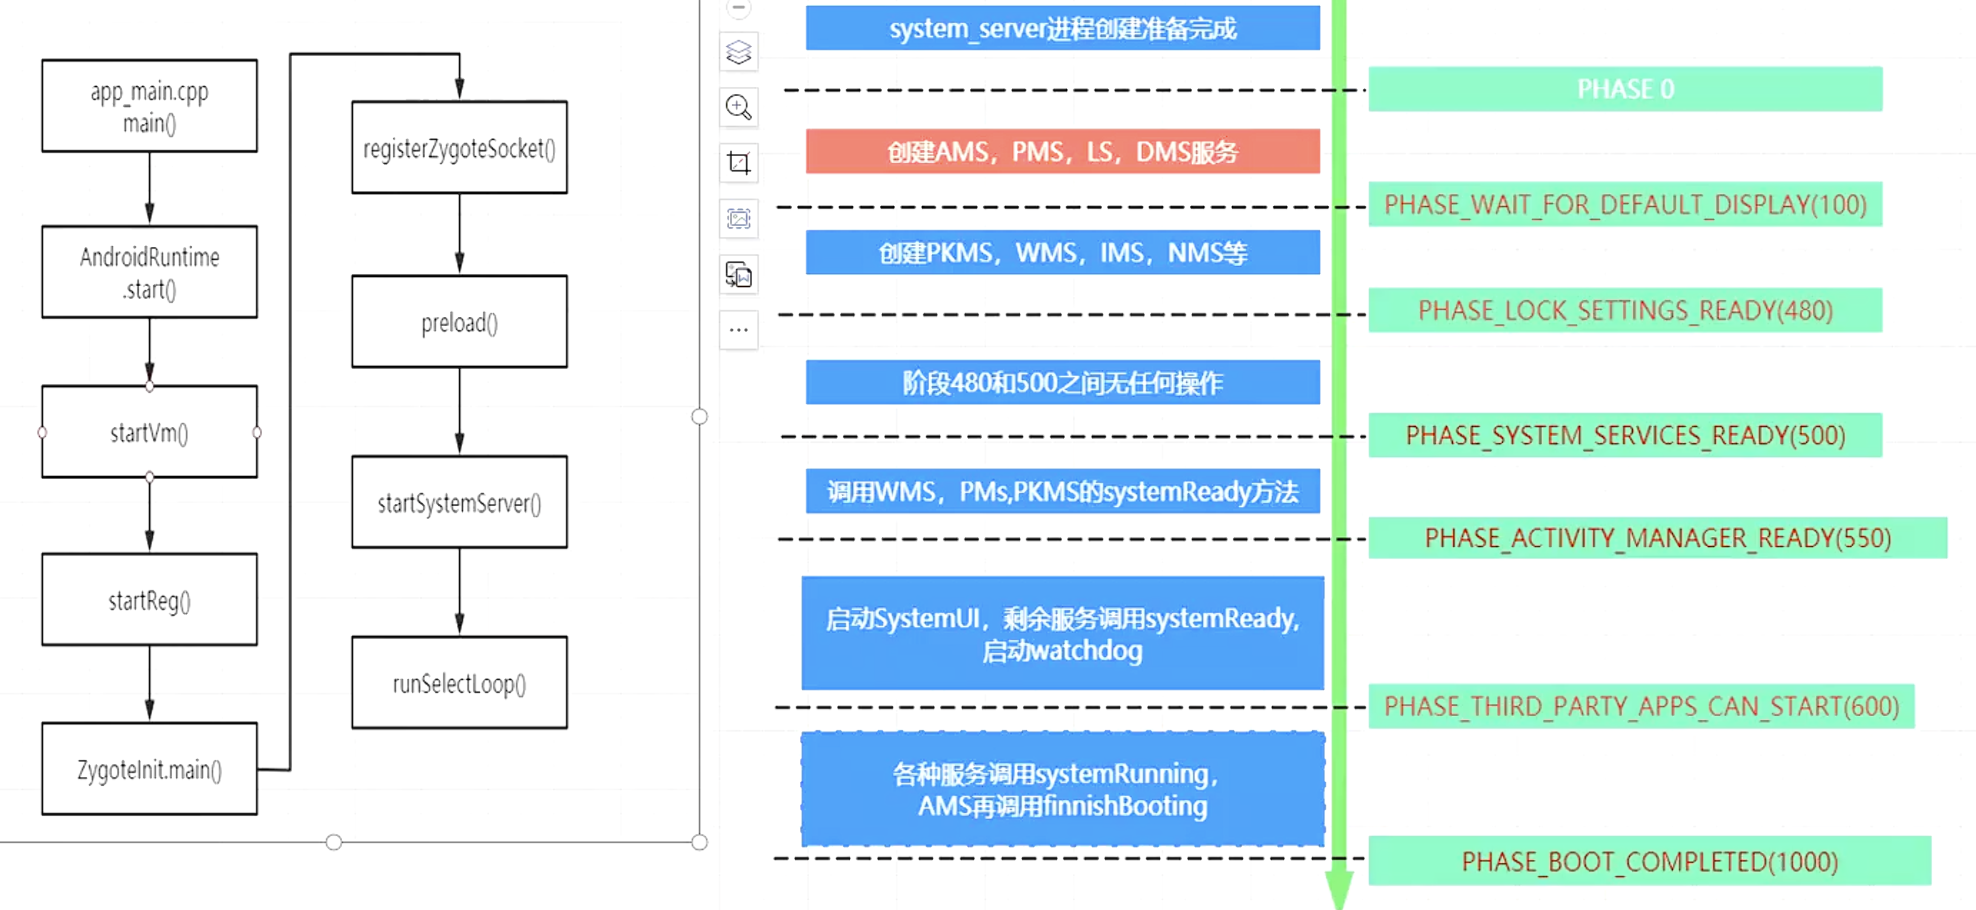 app_main.cpp
main()
AndroidRuntime
.start()
startVm()
startReg()
ZygoteInit.main()
registerZygoteSocket()
preload()
startSystemServer()
runSelectLoop()
system_server进程创建准备完成
PHASE 0
创建AMS，PMS，LS，DMS服务
PHASE_WAIT_FOR_DEFAULT_DISPLAY(100)
创建PKMS，WMS，IMS，NMS等
PHASE_LOCK_SETTINGS_READY(480)
阶段480和500之间无任何操作
PHASE_SYSTEM_SERVICES_READY(500)
调用WMS，PMs,PKMS的systemReady方法
PHASE_ACTIVITY_MANAGER_READY(550)
启动SystemUI，剩余服务调用systemReady,
启动watchdog
PHASE_THIRD_PARTY_APPS_CAN_START(600)
各种服务调用systemRunning，
AMS再调用finnishBooting
PHASE_BOOT_COMPLETED(1000)